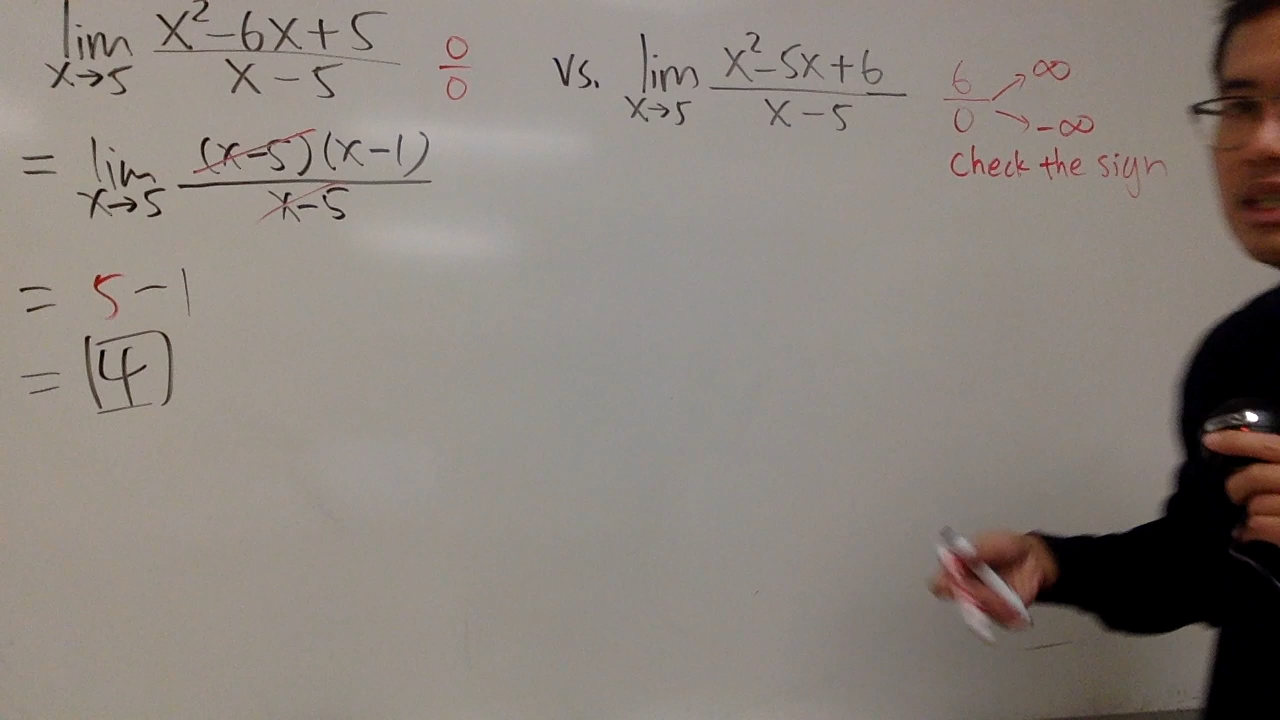 lim x→5 (x²-6x+5)/(x-5) 0/0
= lim x→5 (x-5)(x-1)/(x-5)
= 5-1
= 4
vs. lim x→5 (x²-5x+6)/(x-5) 6/0 →∞ →-∞
check the sign